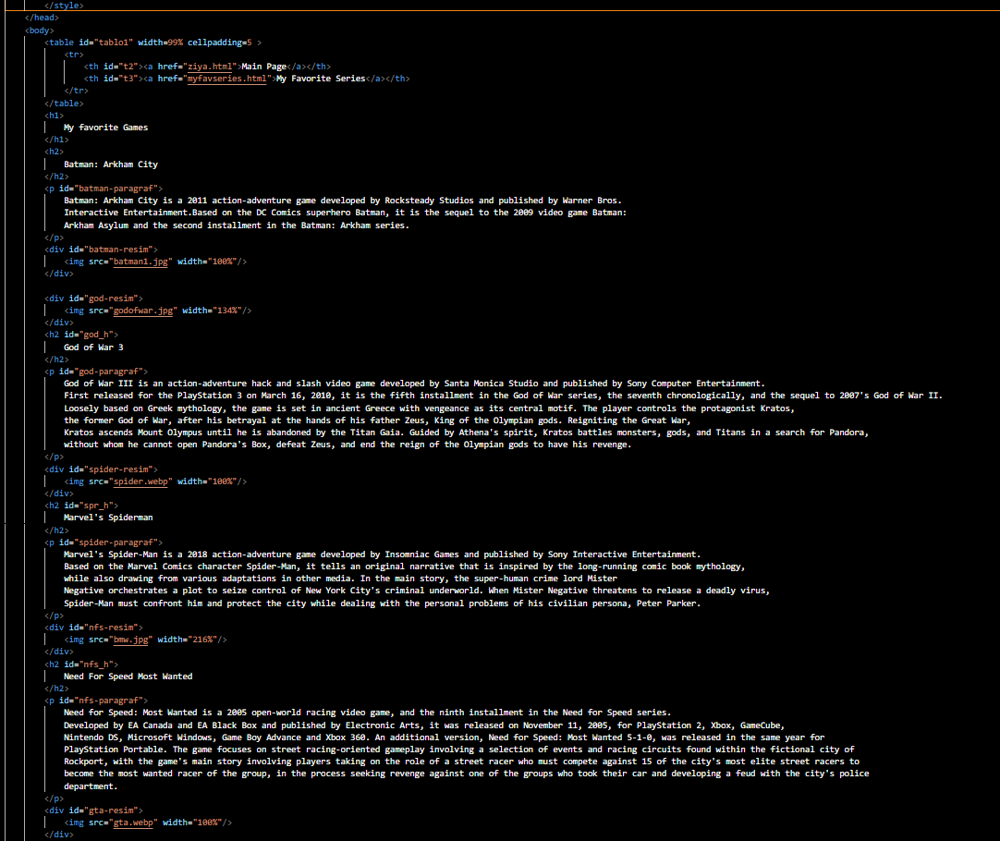 </style>
</head>
<body>
<table id="tablo1" width=99% cellpadding=5 >
<tr>
<th id="t2"><a href="ziya.html">Main Page</a></th>
<th id="t3"><a href="myfavseries.html">My Favorite Series</a></th>
</tr>
</table>
<h1>
My favorite Games
</h1>
<h2>
Batman: Arkham City
</h2>
<p id="batman-paragraf">
Batman: Arkham City is a 2011 action-adventure game developed by Rocksteady Studios and published by Warner Bros.
Interactive Entertainment.Based on the DC Comics superhero Batman, it is the sequel to the 2009 video game Batman:
Arkham Asylum and the second installment in the Batman: Arkham series.
</p>
<div id="batman-resim">
<img src="batman1.jpg" width="100%"/>
</div>
<div id="god-resim">
<img src="godofwar.jpg" width="134%"/>
</div>
<h2 id="god_h">
God of War 3
</h2>
<p id="god-paragraf">
God of War III is an action-adventure hack and slash video game developed by Santa Monica Studio and published by Sony Computer Entertainment.
First released for the PlayStation 3 on March 16, 2010, it is the fifth installment in the God of War series, the seventh chronologically, and the sequel to 2007's God of War II.
Loosely based on Greek mythology, the game is set in ancient Greece with vengeance as its central motif. The player controls the protagonist Kratos,
the former God of War, after his betrayal at the hands of his father Zeus, King of the Olympian gods. Reigniting the Great War,
Kratos ascends Mount Olympus until he is abandoned by the Titan Gaia. Guided by Athena's spirit, Kratos battles monsters, gods, and Titans in a search for Pandora,
without whom he cannot open Pandora's Box, defeat Zeus, and end the reign of the Olympian gods to have his revenge.
</p>
<div id="spider-resim">
<img src="spider.webp" width="100%"/>
</div>
<h2 id="spr_h">
Marvel's Spiderman
</h2>
<p id="spider-paragraf">
Marvel's Spider-Man is a 2018 action-adventure game developed by Insomniac Games and published by Sony Interactive Entertainment.
Based on the Marvel Comics character Spider-Man, it tells an original narrative that is inspired by the long-running comic book mythology,
while also drawing from various adaptations in other media. In the main story, the super-human crime lord Mister
Negative orchestrates a plot to seize control of New York City's criminal underworld. When Mister Negative threatens to release a deadly virus,
Spider-Man must confront him and protect the city while dealing with the personal problems of his civilian persona, Peter Parker.
</p>
<div id="nfs-resim">
<img src="bmw.jpg" width="216%"/>
</div>
<h2 id="nfs_h">
Need For Speed Most Wanted
</h2>
<p id="nfs-paragraf">
Need for Speed: Most Wanted is a 2005 open-world racing video game, and the ninth installment in the Need for Speed series.
Developed by EA Canada and EA Black Box and published by Electronic Arts, it was released on November 11, 2005, for PlayStation 2, Xbox, GameCube,
Nintendo DS, Microsoft Windows, Game Boy Advance and Xbox 360. An additional version, Need for Speed: Most Wanted 5-1-0, was released in the same year for
PlayStation Portable. The game focuses on street racing-oriented gameplay involving a selection of events and racing circuits found within the fictional city of
Rockport, with the game's main story involving players taking on the role of a street racer who must compete against 15 of the city's most elite street racers to
become the most wanted racer of the group, in the process seeking revenge against one of the groups who took their car and developing a feud with the city's police
department.
</p>
<div id="gta-resim">
<img src="gta.webp" width="100%"/>
</div>